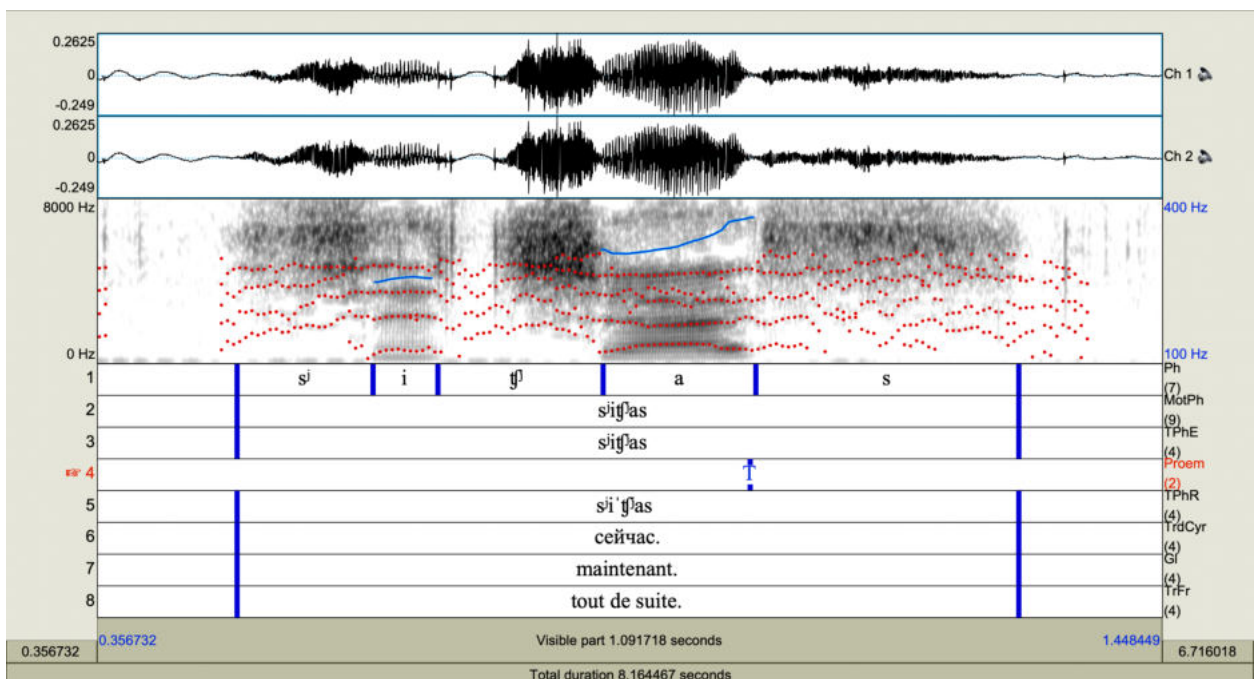 0.2625
0
-0.249
Ch 1
0.2625
0
-0.249
Ch 2
8000 Hz
400 Hz
0 Hz
100 Hz
1 sʲ i ʧʲ a s Ph (7)
2 sʲiʧʲas MotPh (9)
3 sʲiʧʲas TPhE (4)
4 T Proem (2)
5 sʲiˈʧʲas TPhR (4)
6 сейчас. TrdCyr (4)
7 maintenant. Gl (4)
8 tout de suite. TrFr (4)
0.356732 Visible part 1.091718 seconds 1.448449
0.356732 6.716018
Total duration 8.164467 seconds